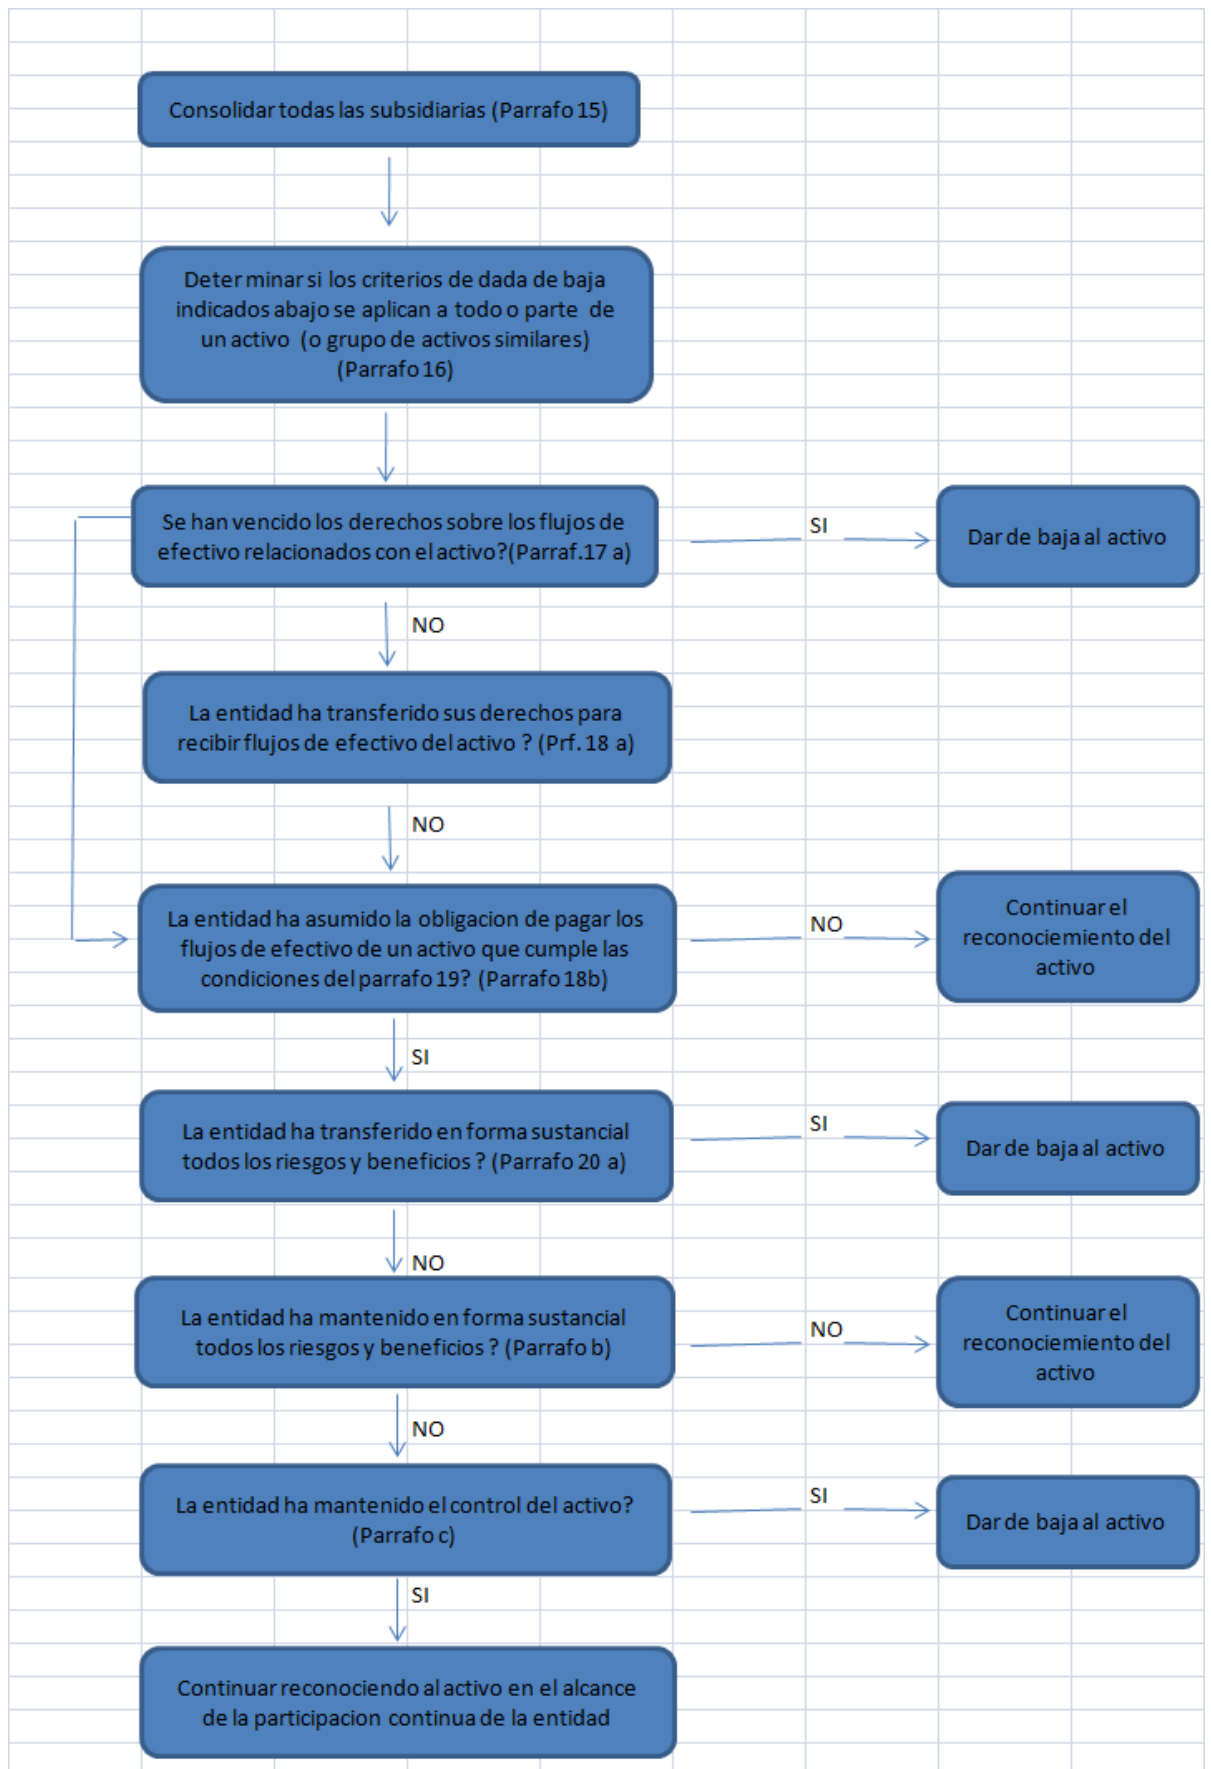 Consolidar todas las subsidiarias (Parrafo 15)
Deter minar si los criterios de dada de baja
indicados abajo se aplican a todo o parte de
un activo (o grupo de activos similares)
(Parrafo 16)
Se han vencido los derechos sobre los flujos de
efectivo relacionados con el activo?(Parraf.17 a)
SI
Dar de baja al activo
NO
La entidad ha transferido sus derechos para
recibir flujos de efectivo del activo ? (Prf. 18 a)
NO
La entidad ha asumido la obligacion de pagar los
flujos de efectivo de un activo que cumple las
condiciones del parrafo 19? (Parrafo 18b)
NO
Continuar el
reconociemiento del
activo
SI
La entidad ha transferido en forma sustancial
todos los riesgos y beneficios ? (Parrafo 20 a)
SI
Dar de baja al activo
NO
La entidad ha mantenido en forma sustancial
todos los riesgos y beneficios ? (Parrafo b)
NO
Continuar el
reconociemiento del
activo
NO
La entidad ha mantenido el control del activo?
(Parrafo c)
SI
Dar de baja al activo
SI
Continuar reconociendo al activo en el alcance
de la participacion continua de la entidad